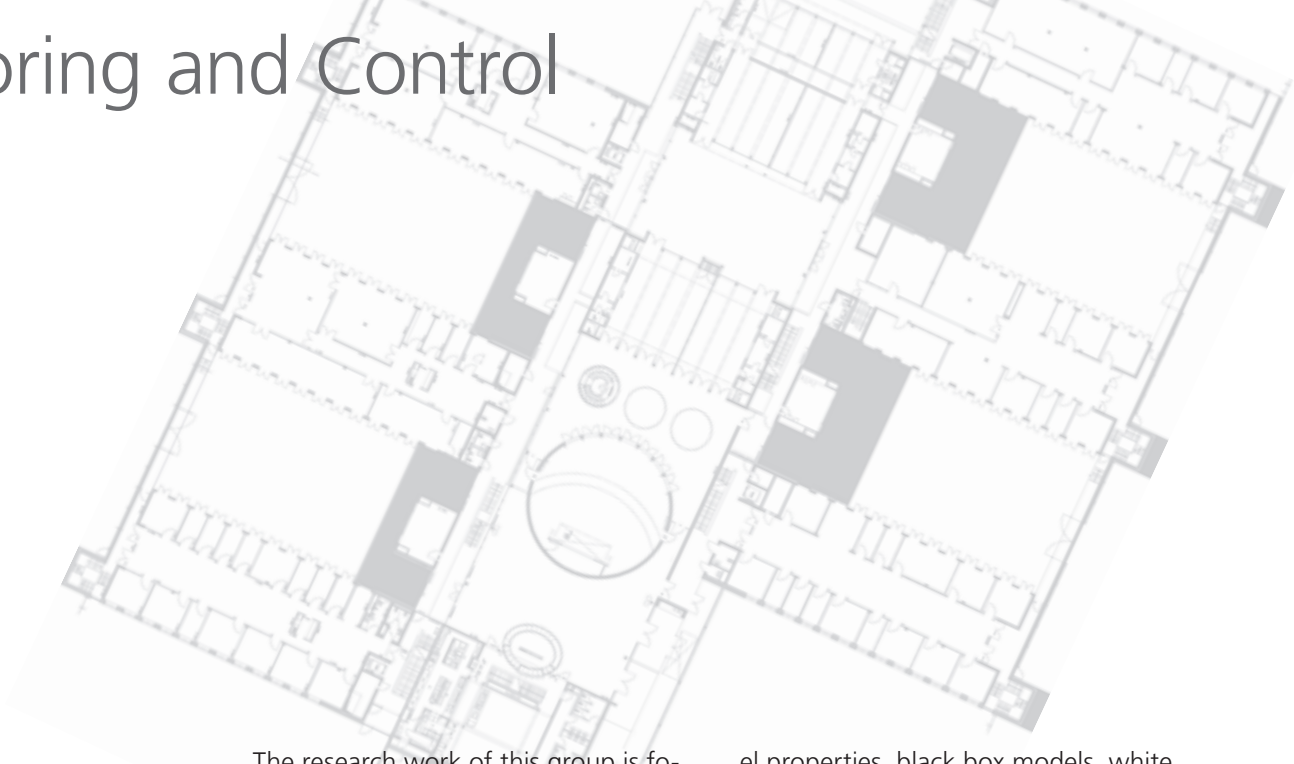 oring and Control
The research work of this group is fo-
el properties, black box models, white